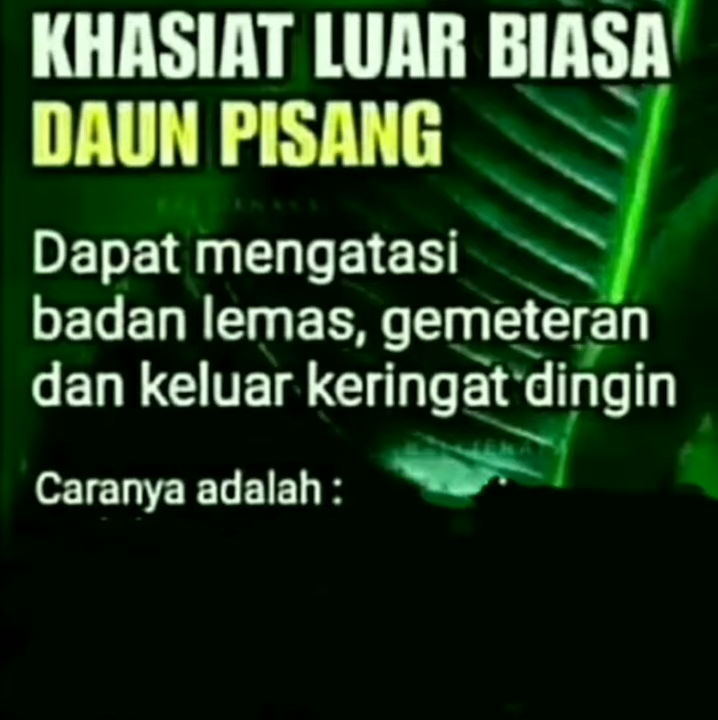 KHASIAT LUAR BIASA
DAUN PISANG
Dapat mengatasi
badan lemas, gemeteran
dan keluar keringat dingin
Caranya adalah :